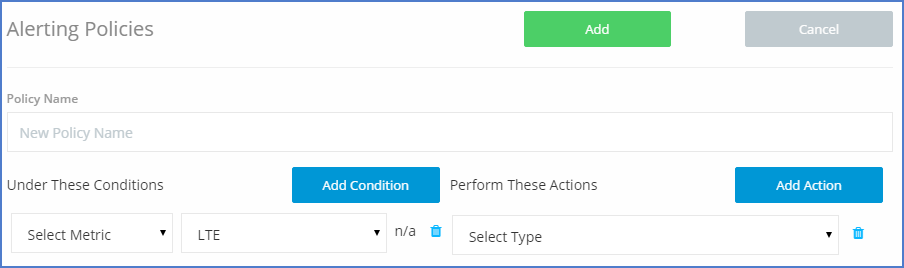 Alerting Policies Add Cancel
Policy Name
New Policy Name
Under These Conditions Add Condition Perform These Actions Add Action
Select Metric LTE n/a Select Type